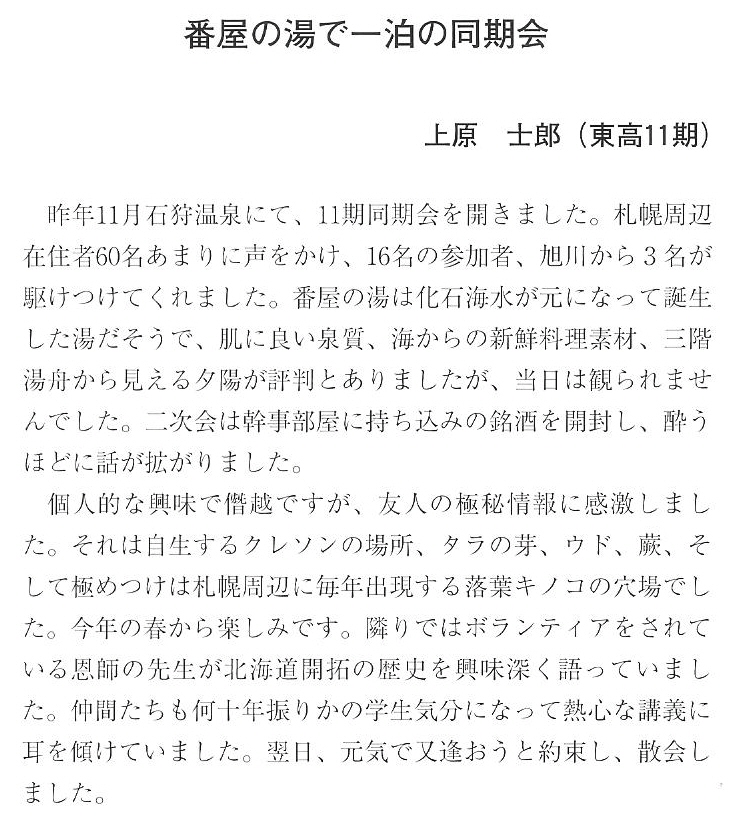 番屋の湯で一泊の同期会
上原　士郎（東高11期）
　昨年11月石狩温泉にて、11期同期会を開きました。札幌周辺
在住者60名あまりに声をかけ、16名の参加者、旭川から３名が
駆けつけてくれました。番屋の湯は化石海水が元になって誕生
した湯だそうで、肌に良い泉質、海からの新鮮料理素材、三階
湯舟から見える夕陽が評判とありましたが、当日は観られませ
んでした。二次会は幹事部屋に持ち込みの銘酒を開封し、酔う
ほどに話が拡がりました。
　個人的な興味で僭越ですが、友人の極秘情報に感激しまし
た。それは自生するクレソンの場所、タラの芽、ウド、蕨、そ
して極めつけは札幌周辺に毎年出現する落葉キノコの穴場でし
た。今年の春から楽しみです。隣りではボランティアをされて
いる恩師の先生が北海道開拓の歴史を興味深く語っていまし
た。仲間たちも何十年振りかの学生気分になって熱心な講義に
耳を傾けていました。翌日、元気で又逢おうと約束し、散会し
ました。